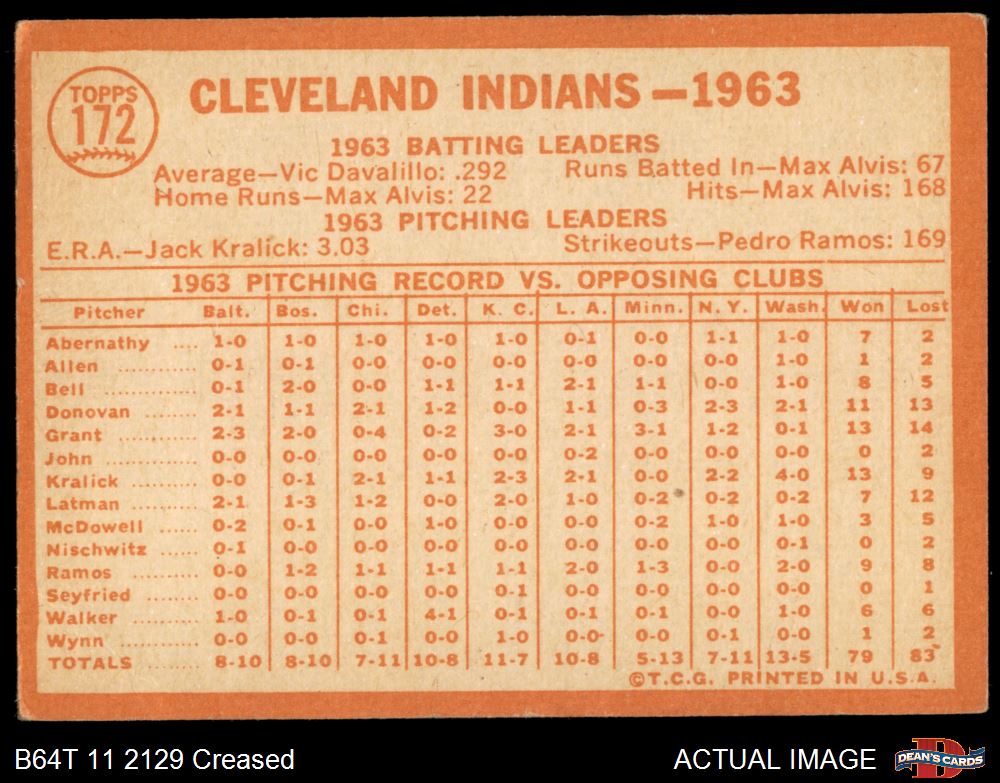 TOPPS
172
CLEVELAND INDIANS—1963
1963 BATTING LEADERS
Average—Vic Davalillo: .292 Runs Batted In—Max Alvis: 67
Home Runs—Max Alvis: 22 Hits—Max Alvis: 168
1963 PITCHING LEADERS
E.R.A.—Jack Kralick: 3.03 Strikeouts—Pedro Ramos: 169
1963 PITCHING RECORD VS. OPPOSING CLUBS
Pitcher Balt. Bos. Chi. Det. K. C. L. A. Minn. N. Y. Wash. Won Lost
Abernathy .... 1-0 1-0 1-0 1-0 1-0 0-1 0-0 1-1 1-0 7 2
Allen .......... 0-1 0-1 0-0 0-0 0-0 0-0 0-0 0-0 1-0 1 2
Bell ............ 0-1 2-0 0-0 1-1 1-1 2-1 1-1 0-0 1-0 8 5
Donovan ....... 2-1 1-1 2-1 1-2 0-0 1-1 0-3 2-3 2-1 11 13
Grant .......... 2-3 2-0 0-4 0-2 3-0 2-1 3-1 1-2 0-1 13 14
John ............ 0-0 0-0 0-0 0-0 0-0 0-2 0-0 0-0 0-0 0 2
Kralick ........ 0-0 0-1 2-1 1-1 2-3 2-1 0-0 2-2 4-0 13 9
Latman ........ 2-1 1-3 1-2 0-0 2-0 1-0 0-2 0-2 0-2 7 12
McDowell ..... 0-2 0-1 0-0 1-0 0-0 0-0 0-2 1-0 1-0 3 5
Nischwitz ...... 0-1 0-0 0-0 0-0 0-0 0-0 0-0 0-0 0-1 0 2
Ramos ......... 0-0 1-2 1-1 1-1 1-1 2-0 1-3 0-0 2-0 9 8
Seyfried ........ 0-0 0-0 0-0 0-0 0-1 0-0 0-0 0-0 0-0 0 1
Walker ......... 1-0 0-1 0-1 4-1 0-1 0-1 0-1 0-0 1-0 6 6
Wynn .......... 0-0 0-0 0-1 0-0 1-0 0-0 0-0 0-1 0-0 1 2
TOTALS ....... 8-10 8-10 7-11 10-8 11-7 10-8 5-13 7-11 13-5 79 83
©T.C.G. PRINTED IN U.S.A.
B64T 11 2129 Creased ACTUAL IMAGE
DEAN'S CARDS